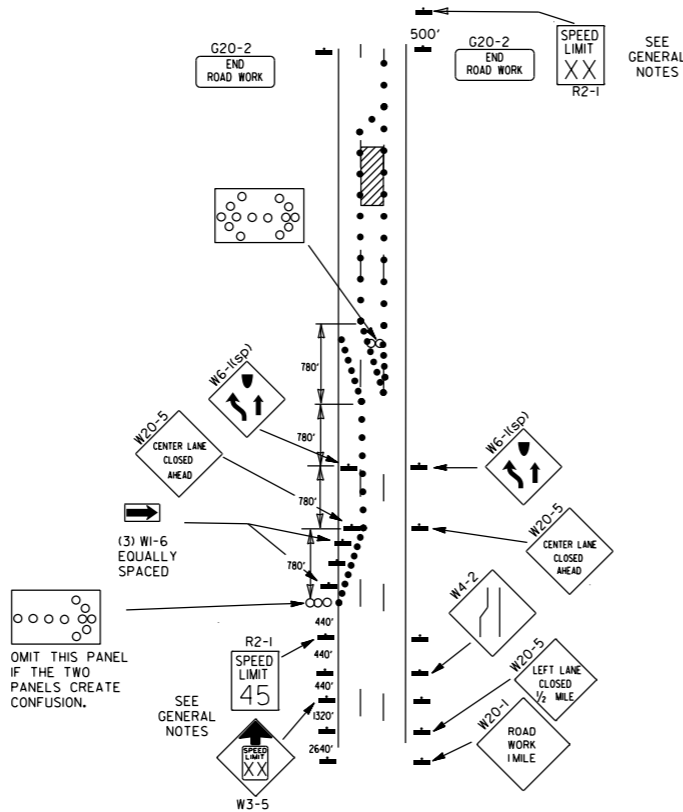 500'
G20-2
END
ROAD WORK
G20-2
END
ROAD WORK
SPEED
LIMIT
XX
R2-1
SEE
GENERAL
NOTES
780'
W6-1(sp)
780'
W20-5
CENTER LANE
CLOSED
AHEAD
W6-1(sp)
780'
(3) W1-6
EQUALLY
SPACED
W20-5
CENTER LANE
CLOSED
AHEAD
780'
W4-2
OMIT THIS PANEL
IF THE TWO
PANELS CREATE
CONFUSION.
440'
R2-1
SPEED
LIMIT
45
440'
440'
W20-5
LEFT LANE
CLOSED
1/2 MILE
SEE
GENERAL
NOTES
1320'
W20-1
ROAD
WORK
1 MILE
2640'
SPEED
LIMIT
XX
W3-5